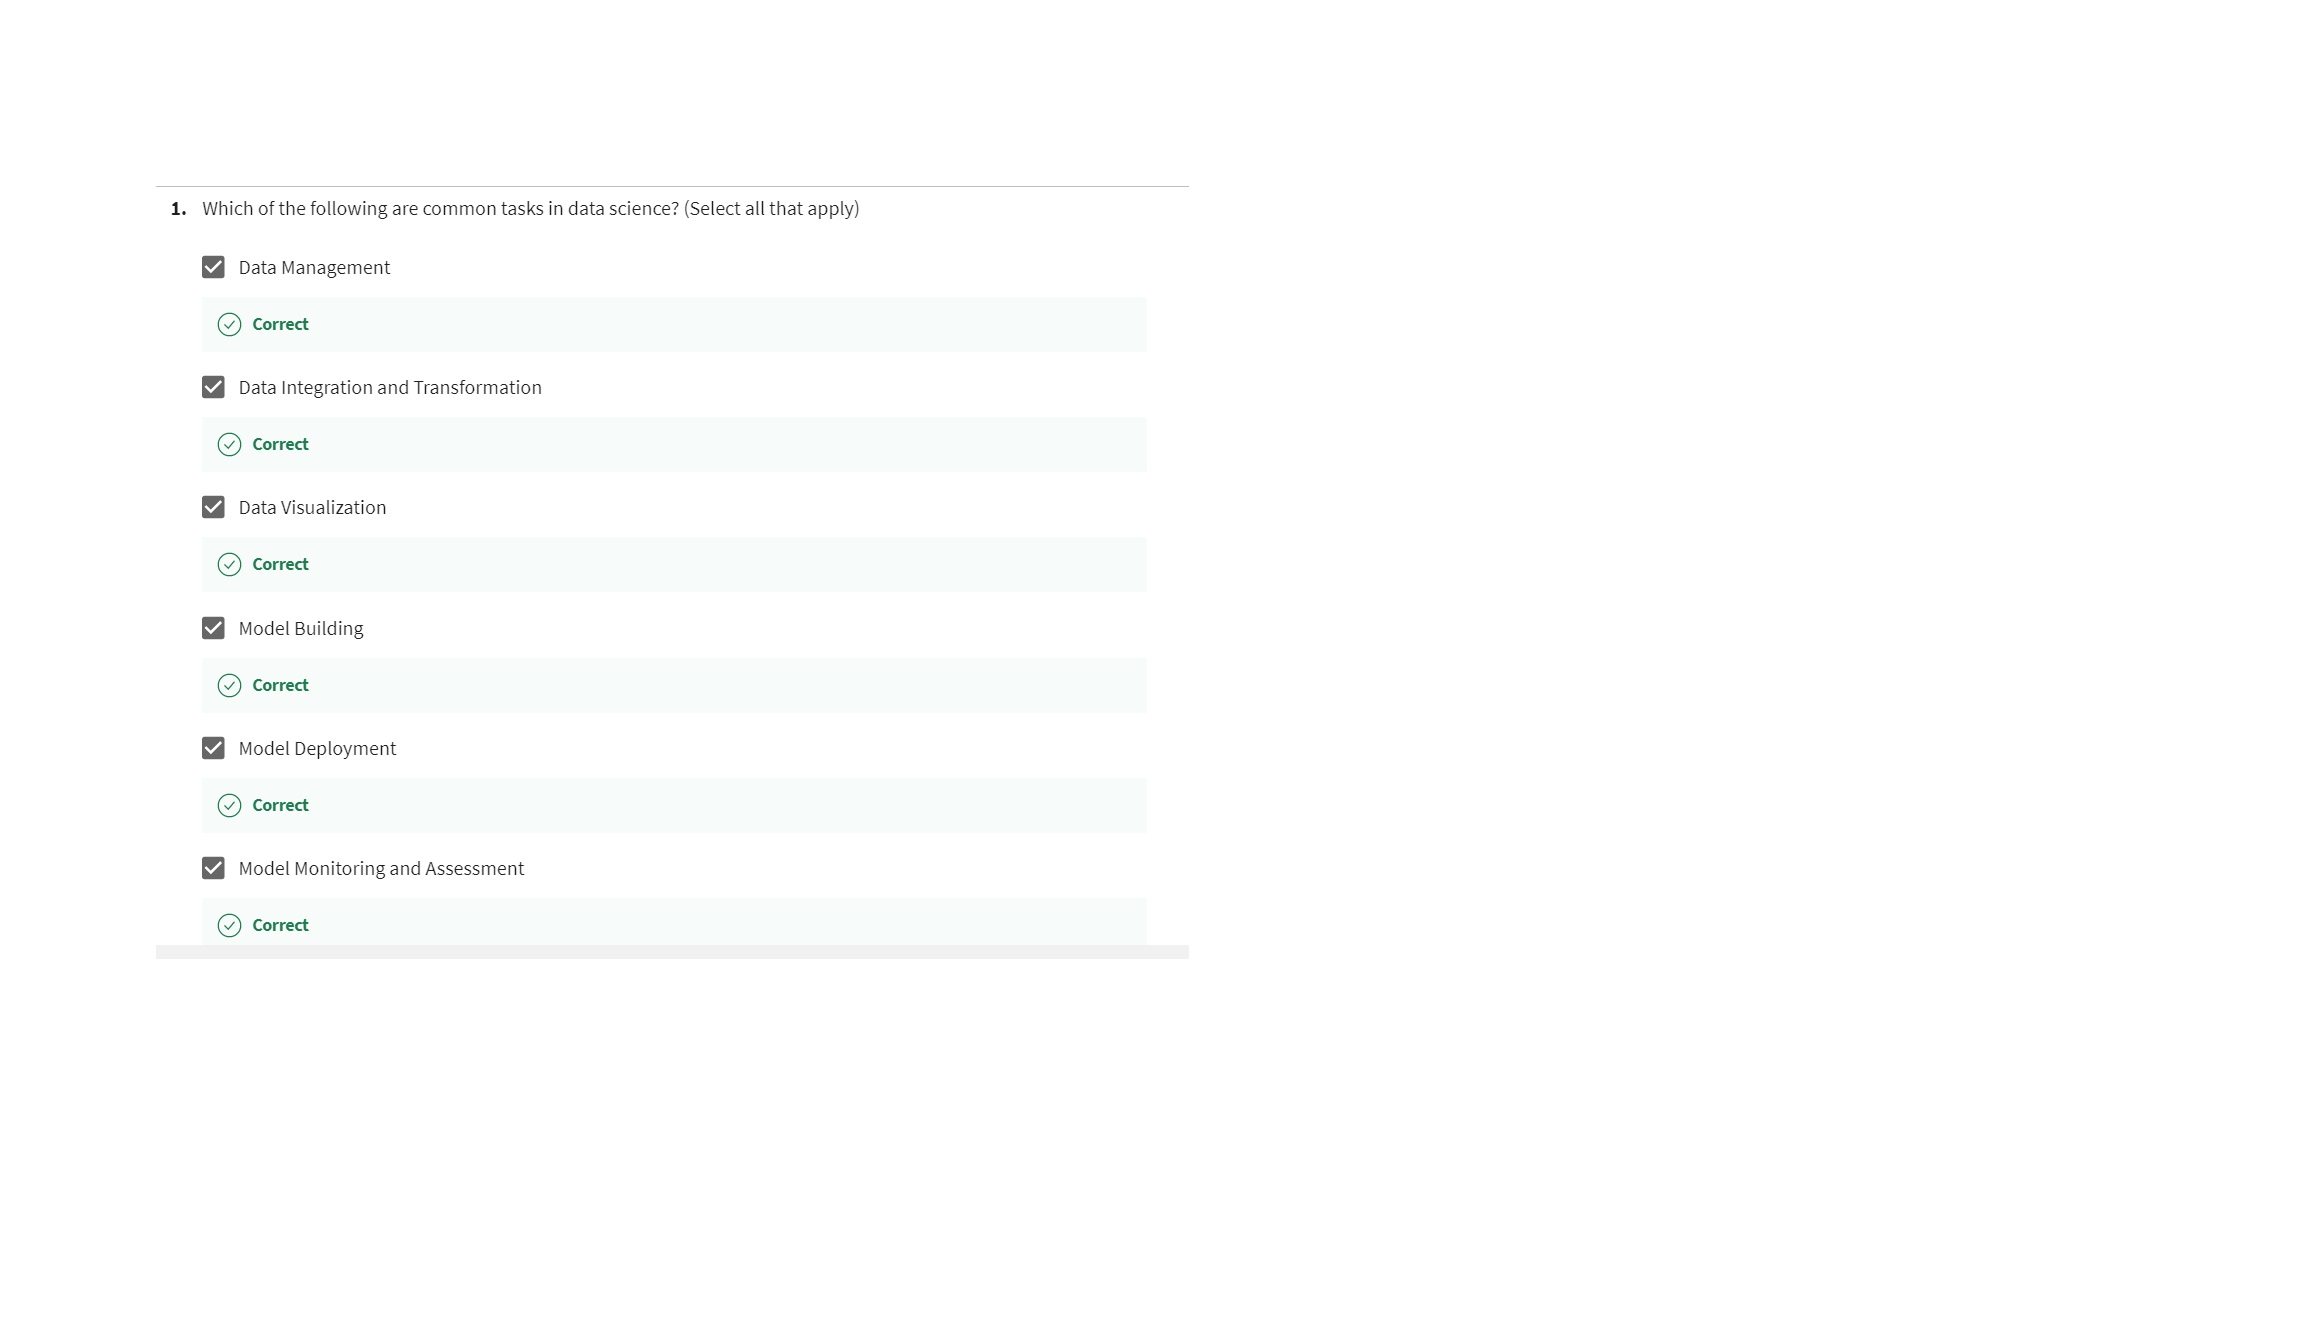 1. Which of the following are common tasks in data science? (Select all that apply)
Data Management
Correct
Data Integration and Transformation
Correct
Data Visualization
Correct
Model Building
Correct
Model Deployment
Correct
Model Monitoring and Assessment
Correct